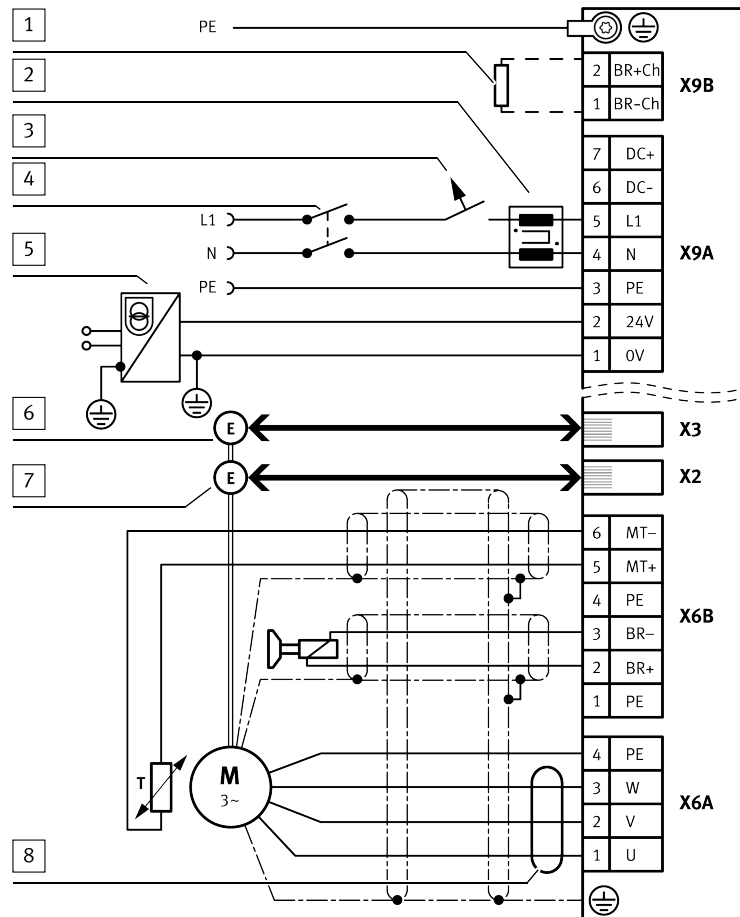 1
PE
2
2 BR+Ch
1 BR-Ch
X9B
3
7 DC+
6 DC-
4
L1
5 L1
N
4 N
X9A
5
PE
3 PE
2 24V
1 0V
6
E
X3
7
E
X2
6 MT–
5 MT+
4 PE
X6B
3 BR–
2 BR+
1 PE
T
M
3~
4 PE
3 W
X6A
2 V
8
1 U